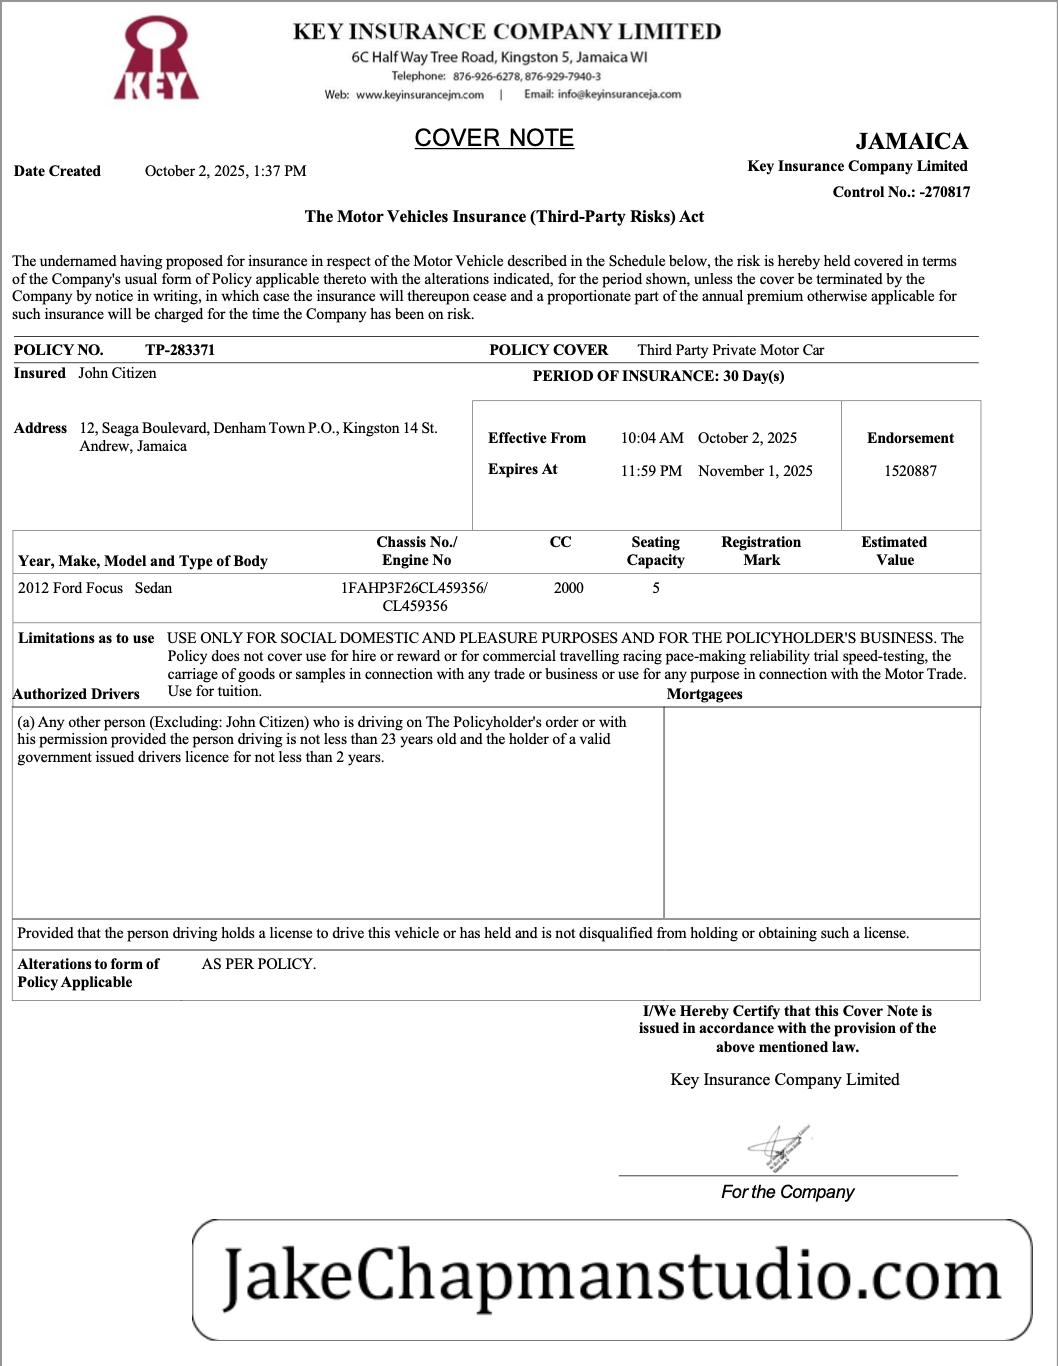 KEY
KEY INSURANCE COMPANY LIMITED
6C Half Way Tree Road, Kingston 5, Jamaica WI
Telephone: 876-926-6278, 876-929-7940-3
Web: www.keyinsurancejm.com | Email: info@keyinsuranceja.com
COVER NOTE
JAMAICA
Key Insurance Company Limited
Control No.: -270817
Date Created October 2, 2025, 1:37 PM
The Motor Vehicles Insurance (Third-Party Risks) Act
The undernamed having proposed for insurance in respect of the Motor Vehicle described in the Schedule below, the risk is hereby held covered in terms
of the Company's usual form of Policy applicable thereto with the alterations indicated, for the period shown, unless the cover be terminated by the
Company by notice in writing, in which case the insurance will thereupon cease and a proportionate part of the annual premium otherwise applicable for
such insurance will be charged for the time the Company has been on risk.
POLICY NO. TP-283371 POLICY COVER Third Party Private Motor Car
Insured John Citizen
PERIOD OF INSURANCE: 30 Day(s)
Address 12, Seaga Boulevard, Denham Town P.O., Kingston 14 St.
Andrew, Jamaica
Effective From 10:04 AM October 2, 2025
Expires At 11:59 PM November 1, 2025
Endorsement
1520887
Year, Make, Model and Type of Body
Chassis No./
Engine No
CC
Seating
Capacity
Registration
Mark
Estimated
Value
2012 Ford Focus Sedan
1FAHP3F26CL459356/
CL459356
2000
5
Limitations as to use USE ONLY FOR SOCIAL DOMESTIC AND PLEASURE PURPOSES AND FOR THE POLICYHOLDER'S BUSINESS. The
Policy does not cover use for hire or reward or for commercial travelling racing pace-making reliability trial speed-testing, the
carriage of goods or samples in connection with any trade or business or use for any purpose in connection with the Motor Trade.
Use for tuition.
Authorized Drivers
Mortgagees
(a) Any other person (Excluding: John Citizen) who is driving on The Policyholder's order or with
his permission provided the person driving is not less than 23 years old and the holder of a valid
government issued drivers licence for not less than 2 years.
Provided that the person driving holds a license to drive this vehicle or has held and is not disqualified from holding or obtaining such a license.
Alterations to form of
Policy Applicable
AS PER POLICY.
I/We Hereby Certify that this Cover Note is
issued in accordance with the provision of the
above mentioned law.
Key Insurance Company Limited
For the Company
JakeChapmanstudio.com